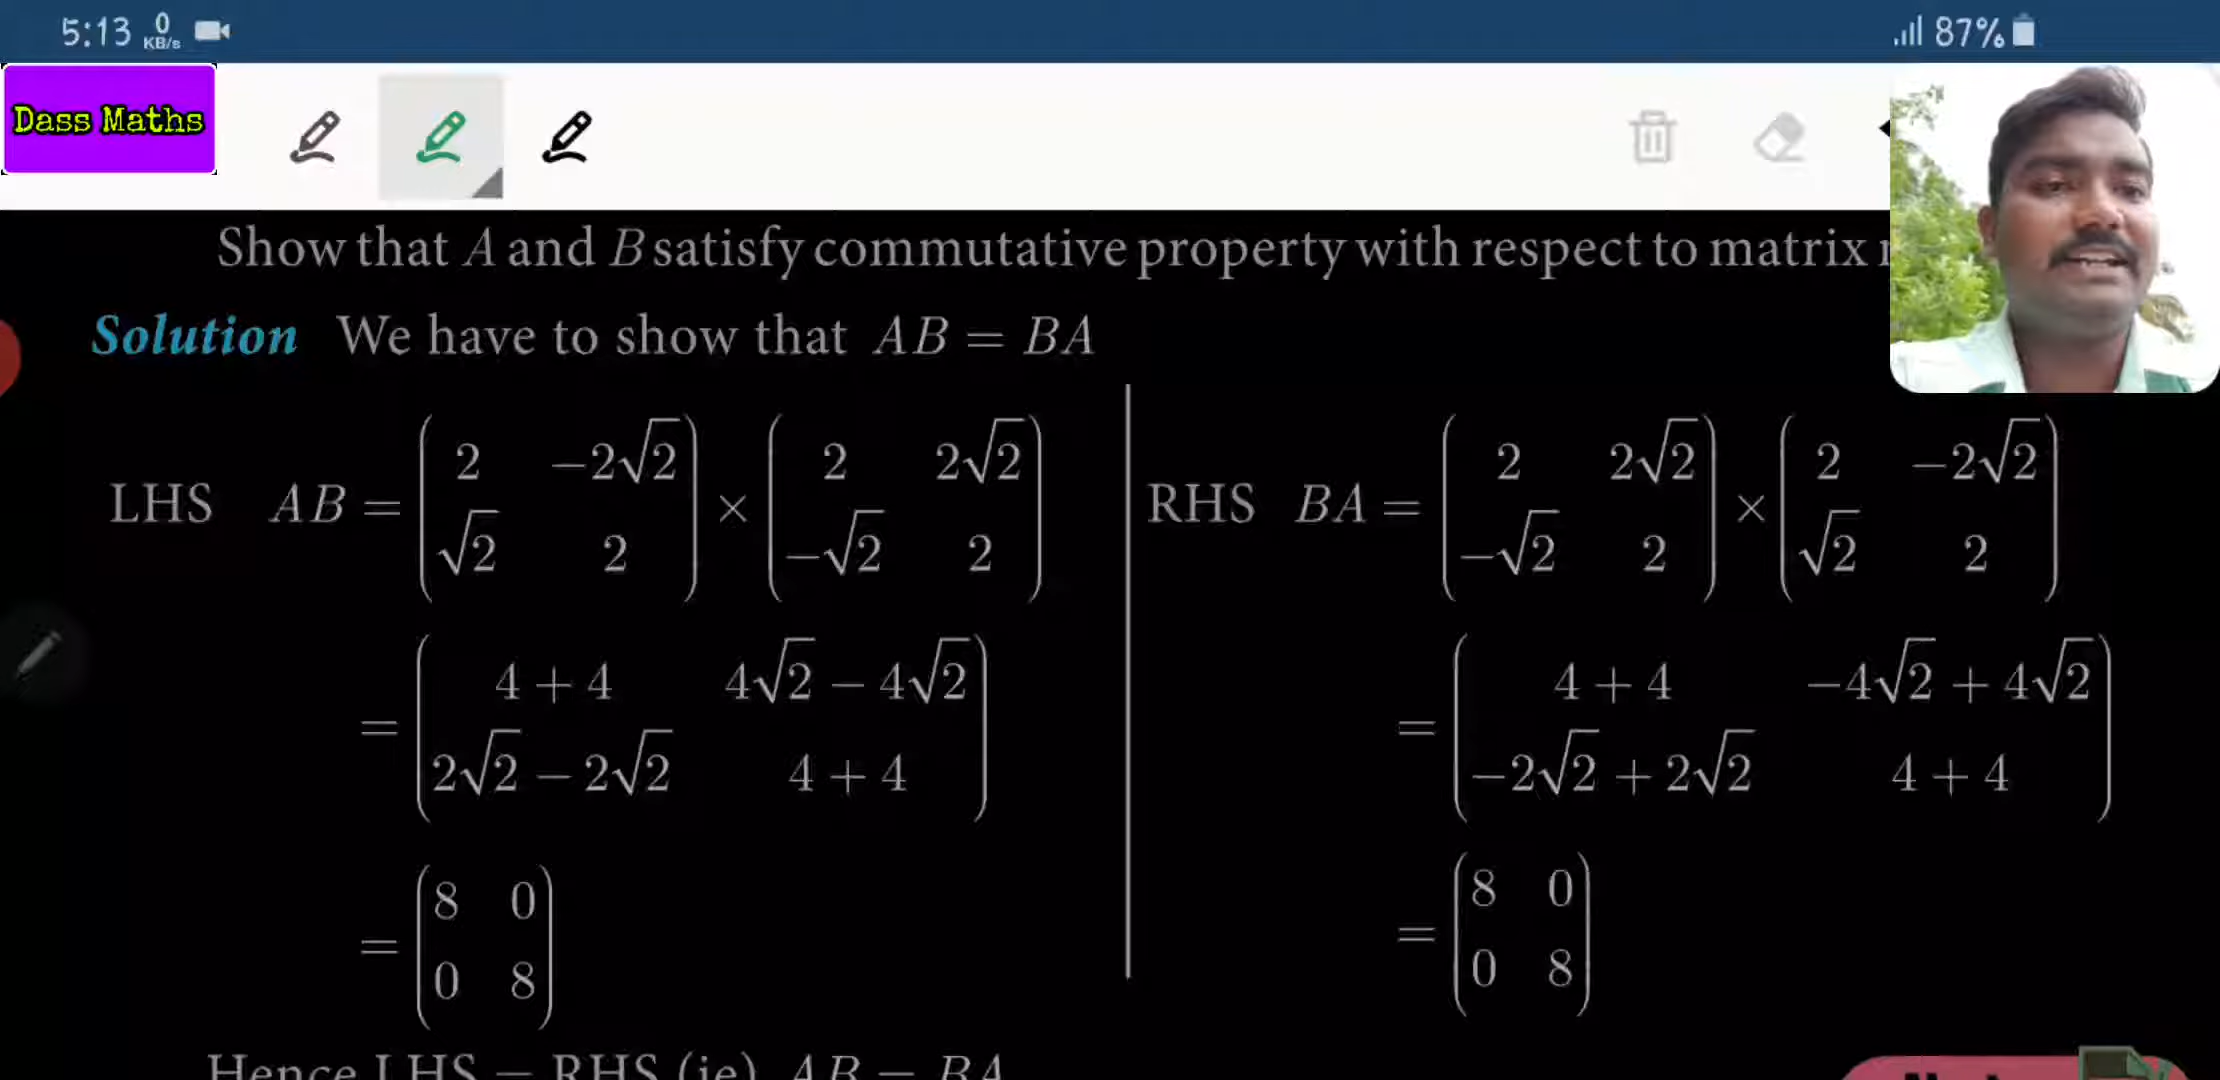 5:13 0 KB/s 87%
Dass Maths
Show that A and B satisfy commutative property with respect to matrix
Solution We have to show that AB = BA
LHS AB = ( 2 −2√2 ; √2 2 ) × ( 2 2√2 ; −√2 2 )
= ( 4 + 4 4√2 − 4√2 ; 2√2 − 2√2 4 + 4 )
= ( 8 0 ; 0 8 )
RHS BA = ( 2 2√2 ; −√2 2 ) × ( 2 −2√2 ; √2 2 )
= ( 4 + 4 −4√2 + 4√2 ; −2√2 + 2√2 4 + 4 )
= ( 8 0 ; 0 8 )
Hence LHS = RHS (ie) AB = BA